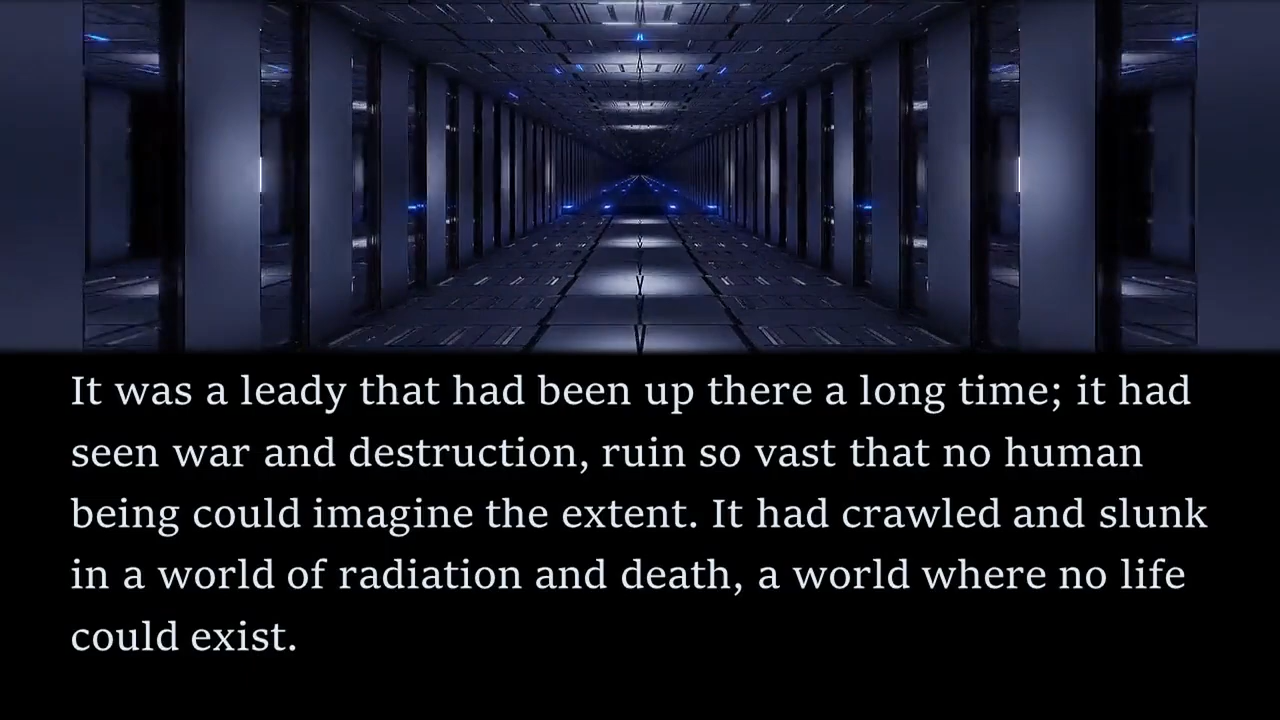 It was a leady that had been up there a long time; it had
seen war and destruction, ruin so vast that no human
being could imagine the extent. It had crawled and slunk
in a world of radiation and death, a world where no life
could exist.